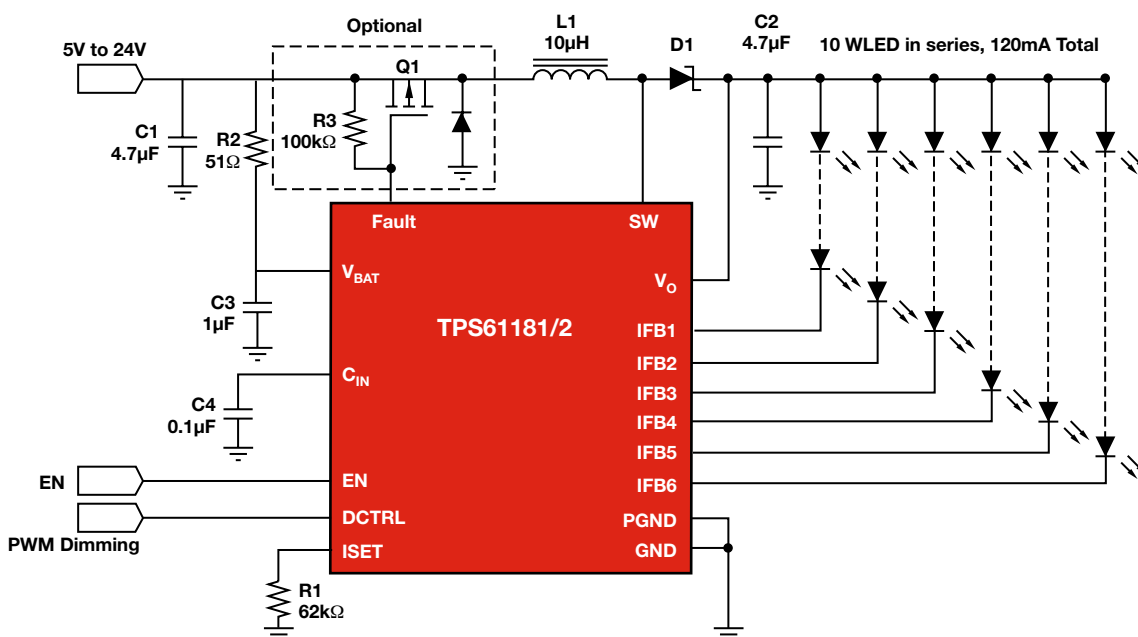 Optional
L1
10µH
5V to 24V
Q1
D1
C2
4.7µF
10 WLED in series, 120mA Total
C1
4.7µF
R2
51Ω
R3
100kΩ
Fault
SW
VBAT
VO
C3
1µF
TPS61181/2
IFB1
IFB2
CIN
IFB3
C4
0.1µF
IFB4
IFB5
EN
EN
IFB6
DCTRL
PGND
PWM Dimming
ISET
GND
R1
62kΩ